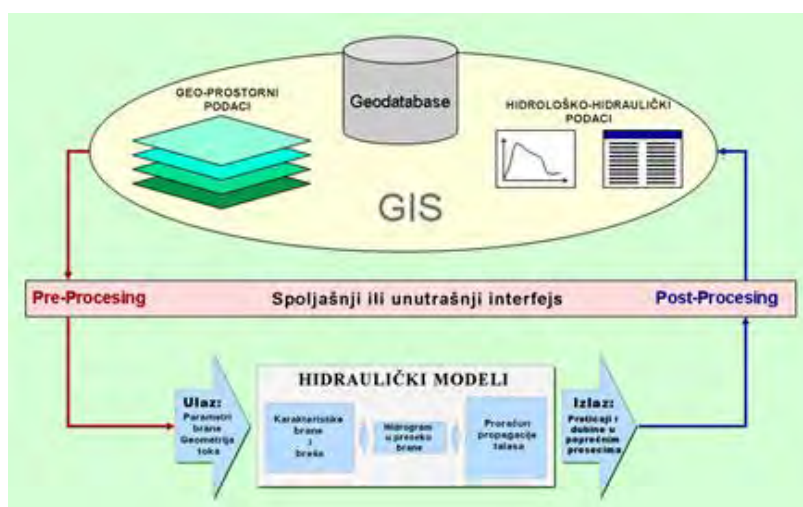 GEO-PROSTORNI
PODACI
Geodatabase
HIDROLOŠKO-HIDRAULIČKI
PODACI
GIS
Pre-Procesing
Spoljašnji ili unutrašnji interfejs
Post-Procesing
Ulaz:
Parametri
brane
Geometrija
toka
HIDRAULIČKI MODELI
Karakteristike
brane
i
breša
Hidrogram
u preseku
brane
Proračun
propagacije
talasa
Izlaz:
Proticaji i
dubine u
poprečnim
presecima